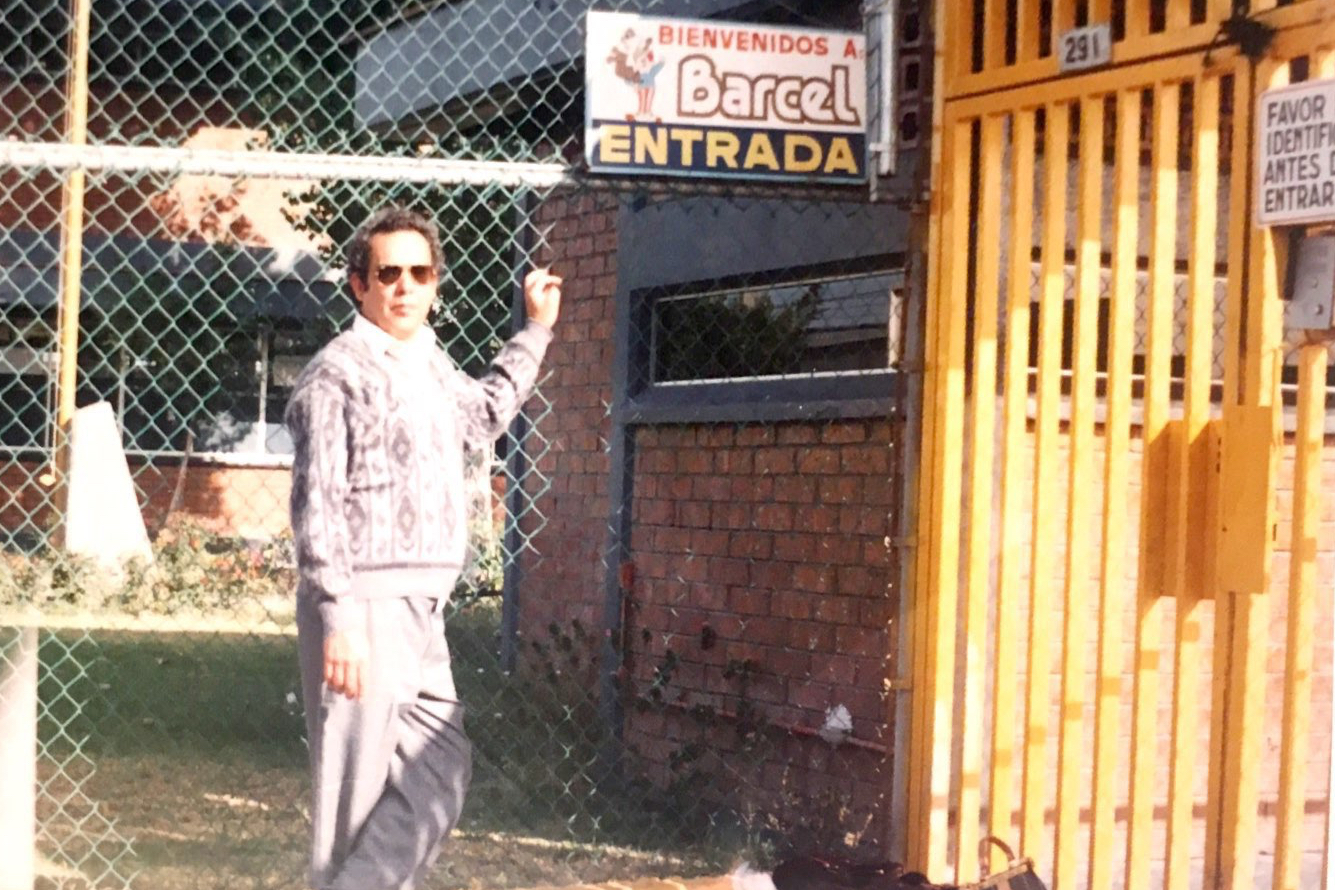 BIENVENIDOS A:
Barcel
ENTRADA
291
FAVOR
IDENTIFI
ANTES
ENTRAR